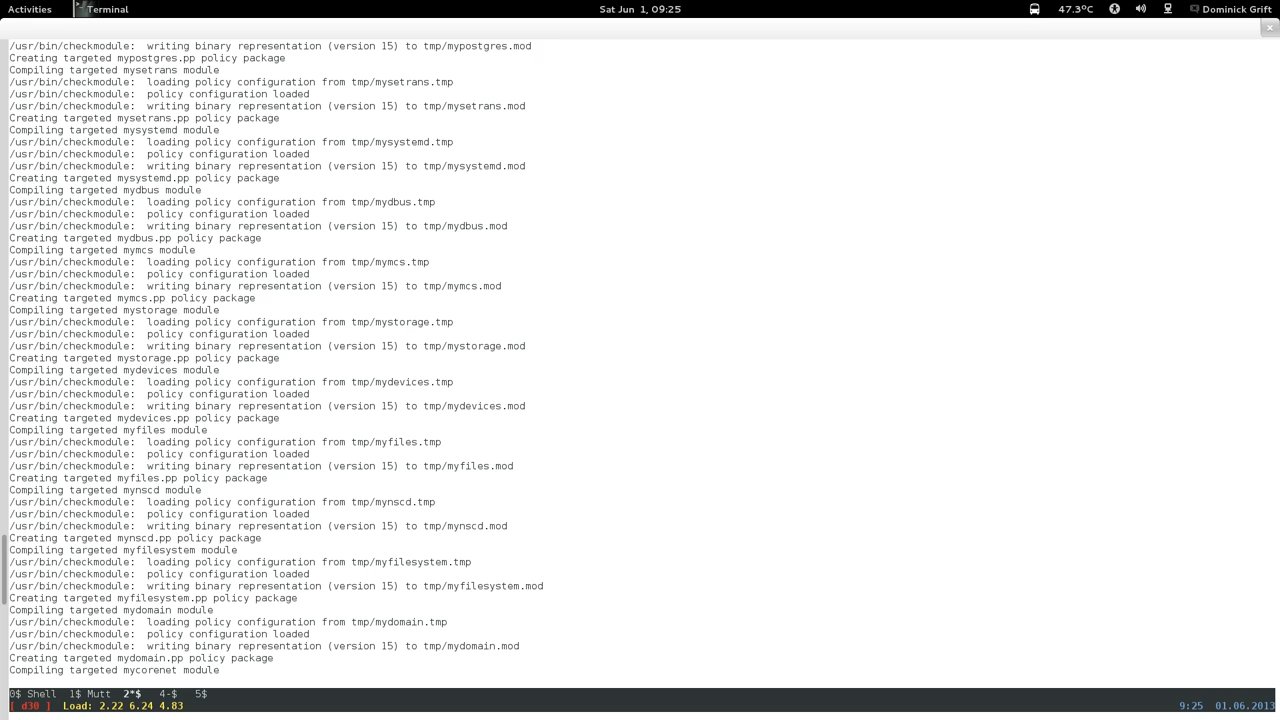 Activities Terminal Sat Jun 1, 09:25 47.3°C Dominick Grift
/usr/bin/checkmodule:  writing binary representation (version 15) to tmp/mypostgres.mod
Creating targeted mypostgres.pp policy package
Compiling targeted mysetrans module
/usr/bin/checkmodule:  loading policy configuration from tmp/mysetrans.tmp
/usr/bin/checkmodule:  policy configuration loaded
/usr/bin/checkmodule:  writing binary representation (version 15) to tmp/mysetrans.mod
Creating targeted mysetrans.pp policy package
Compiling targeted mysystemd module
/usr/bin/checkmodule:  loading policy configuration from tmp/mysystemd.tmp
/usr/bin/checkmodule:  policy configuration loaded
/usr/bin/checkmodule:  writing binary representation (version 15) to tmp/mysystemd.mod
Creating targeted mysystemd.pp policy package
Compiling targeted mydbus module
/usr/bin/checkmodule:  loading policy configuration from tmp/mydbus.tmp
/usr/bin/checkmodule:  policy configuration loaded
/usr/bin/checkmodule:  writing binary representation (version 15) to tmp/mydbus.mod
Creating targeted mydbus.pp policy package
Compiling targeted mymcs module
/usr/bin/checkmodule:  loading policy configuration from tmp/mymcs.tmp
/usr/bin/checkmodule:  policy configuration loaded
/usr/bin/checkmodule:  writing binary representation (version 15) to tmp/mymcs.mod
Creating targeted mymcs.pp policy package
Compiling targeted mystorage module
/usr/bin/checkmodule:  loading policy configuration from tmp/mystorage.tmp
/usr/bin/checkmodule:  policy configuration loaded
/usr/bin/checkmodule:  writing binary representation (version 15) to tmp/mystorage.mod
Creating targeted mystorage.pp policy package
Compiling targeted mydevices module
/usr/bin/checkmodule:  loading policy configuration from tmp/mydevices.tmp
/usr/bin/checkmodule:  policy configuration loaded
/usr/bin/checkmodule:  writing binary representation (version 15) to tmp/mydevices.mod
Creating targeted mydevices.pp policy package
Compiling targeted myfiles module
/usr/bin/checkmodule:  loading policy configuration from tmp/myfiles.tmp
/usr/bin/checkmodule:  policy configuration loaded
/usr/bin/checkmodule:  writing binary representation (version 15) to tmp/myfiles.mod
Creating targeted myfiles.pp policy package
Compiling targeted mynscd module
/usr/bin/checkmodule:  loading policy configuration from tmp/mynscd.tmp
/usr/bin/checkmodule:  policy configuration loaded
/usr/bin/checkmodule:  writing binary representation (version 15) to tmp/mynscd.mod
Creating targeted mynscd.pp policy package
Compiling targeted myfilesystem module
/usr/bin/checkmodule:  loading policy configuration from tmp/myfilesystem.tmp
/usr/bin/checkmodule:  policy configuration loaded
/usr/bin/checkmodule:  writing binary representation (version 15) to tmp/myfilesystem.mod
Creating targeted myfilesystem.pp policy package
Compiling targeted mydomain module
/usr/bin/checkmodule:  loading policy configuration from tmp/mydomain.tmp
/usr/bin/checkmodule:  policy configuration loaded
/usr/bin/checkmodule:  writing binary representation (version 15) to tmp/mydomain.mod
Creating targeted mydomain.pp policy package
Compiling targeted mycorenet module
0$ Shell  1$ Mutt  2*$  4-$  5$
[ d30 ]  Load: 2.22 6.24 4.83 9:25 01.06.2013